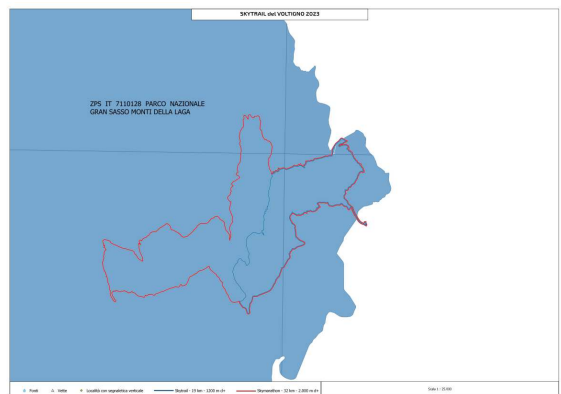 SKYTRAIL del VOLTIGNO 2023
ZPS IT 7110128 PARCO NAZIONALE
GRAN SASSO MONTI DELLA LAGA
Fonti
Vette
Località con segnaletica verticale
Skytrail - 19 km - 1200 m d+
Skymarathon - 32 km - 2.000 m d+
Scala 1 : 25.000